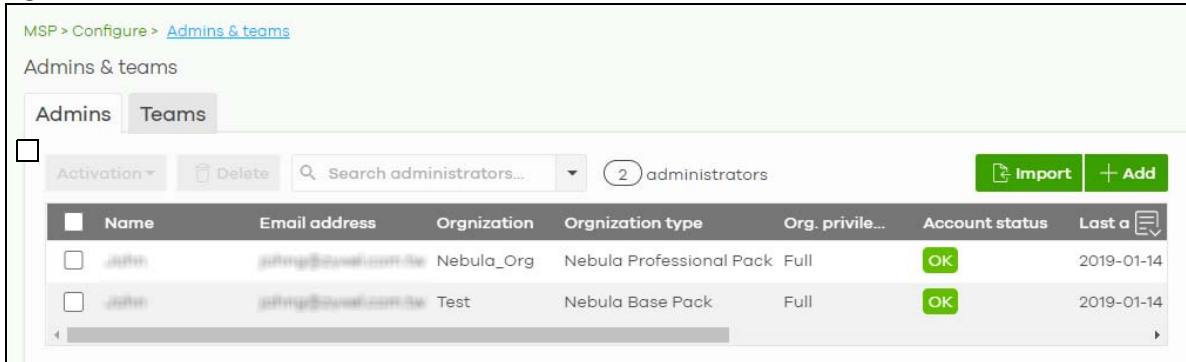 MSP > Configure > Admins & teams
Admins & teams
Admins Teams
Activation Delete Search administrators... 2 administrators Import + Add
Name Email address Orgnization Orgnization type Org. privile... Account status Last a
Nebula_Org Nebula Professional Pack Full OK 2019-01-14
Test Nebula Base Pack Full OK 2019-01-14